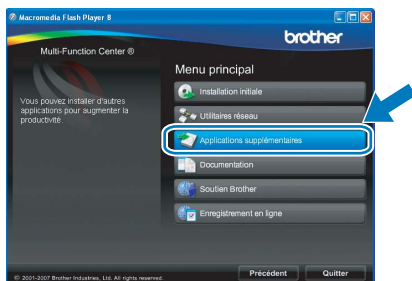 Macromedia Flash Player 8
brother
Multi-Function Center ®
Menu principal
Vous pouvez installer d'autres
applications pour augmenter la
productivité.
Installation initiale
Utilitaires réseau
Applications supplémentaires
Documentation
Soutien Brother
Enregistrement en ligne
© 2001-2007 Brother Industries, Ltd. All rights reserved.
Précédent
Quitter